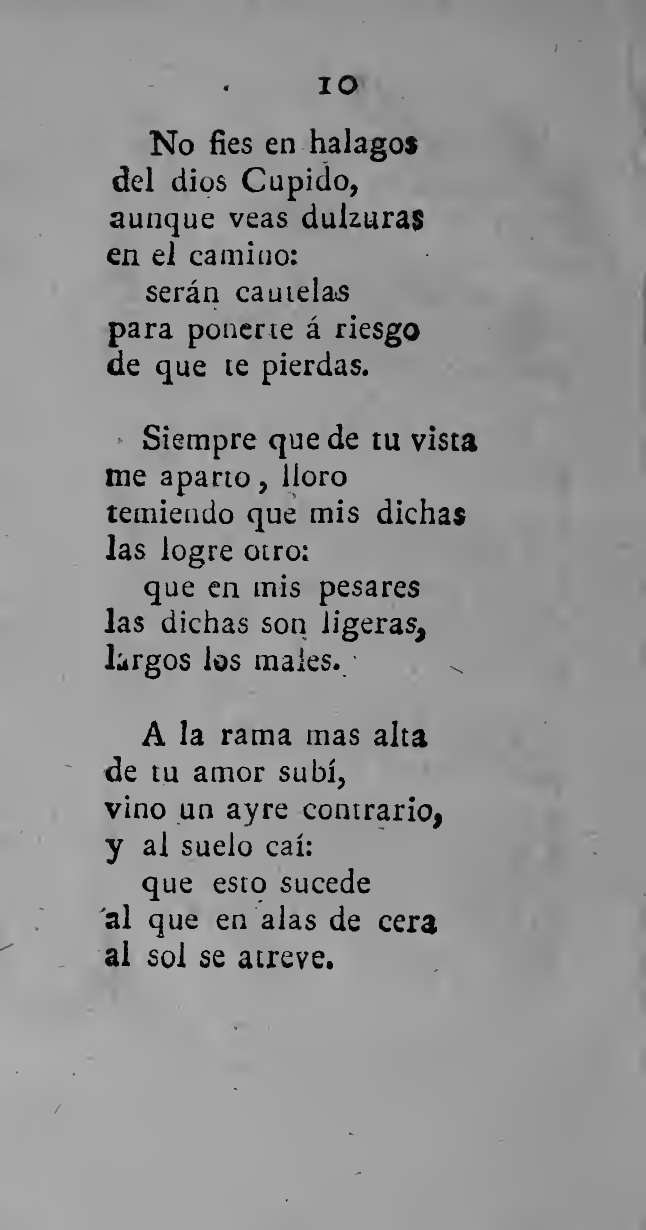 10
No fies en halagos
del dios Cupido,
aunque veas dulzuras
en el camino:
serán cautelas
para ponerte á riesgo
de que te pierdas.
Siempre que de tu vista
me aparto, lloro
temiendo que mis dichas
las logre otro:
que en mis pesares
las dichas son ligeras,
largos los males.
A la rama mas alta
de tu amor subí,
vino un ayre contrario,
y al suelo caí:
que esto sucede
al que en alas de cera
al sol se atreve.